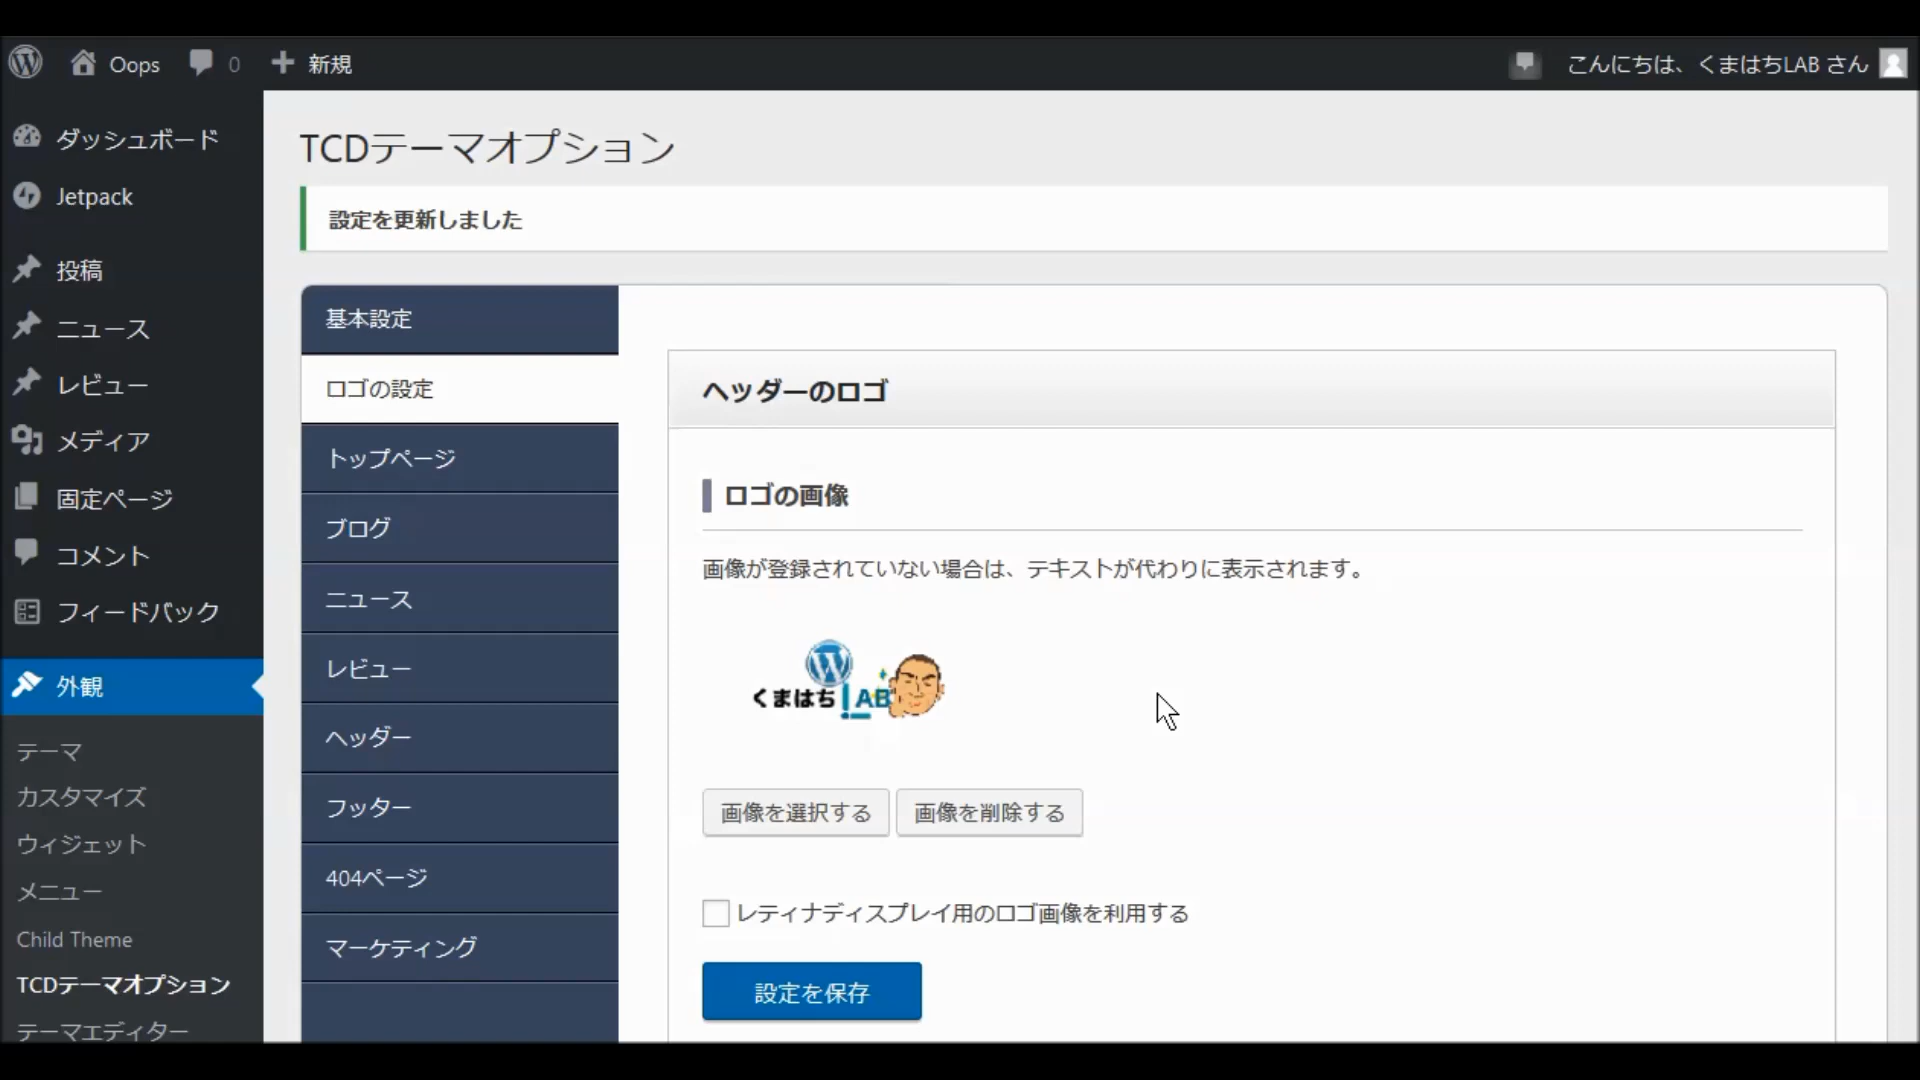 Oops
0
新規
こんにちは、くまはちLAB さん
ダッシュボード
Jetpack
投稿
ニュース
レビュー
メディア
固定ページ
コメント
フィードバック
外観
テーマ
カスタマイズ
ウィジェット
メニュー
Child Theme
TCDテーマオプション
テーマエディター
TCDテーマオプション
設定を更新しました
基本設定
ロゴの設定
トップページ
ブログ
ニュース
レビュー
ヘッダー
フッター
404ページ
マーケティング
ヘッダーのロゴ
ロゴの画像
画像が登録されていない場合は、テキストが代わりに表示されます。
くまはちLAB
画像を選択する
画像を削除する
レティナディスプレイ用のロゴ画像を利用する
設定を保存